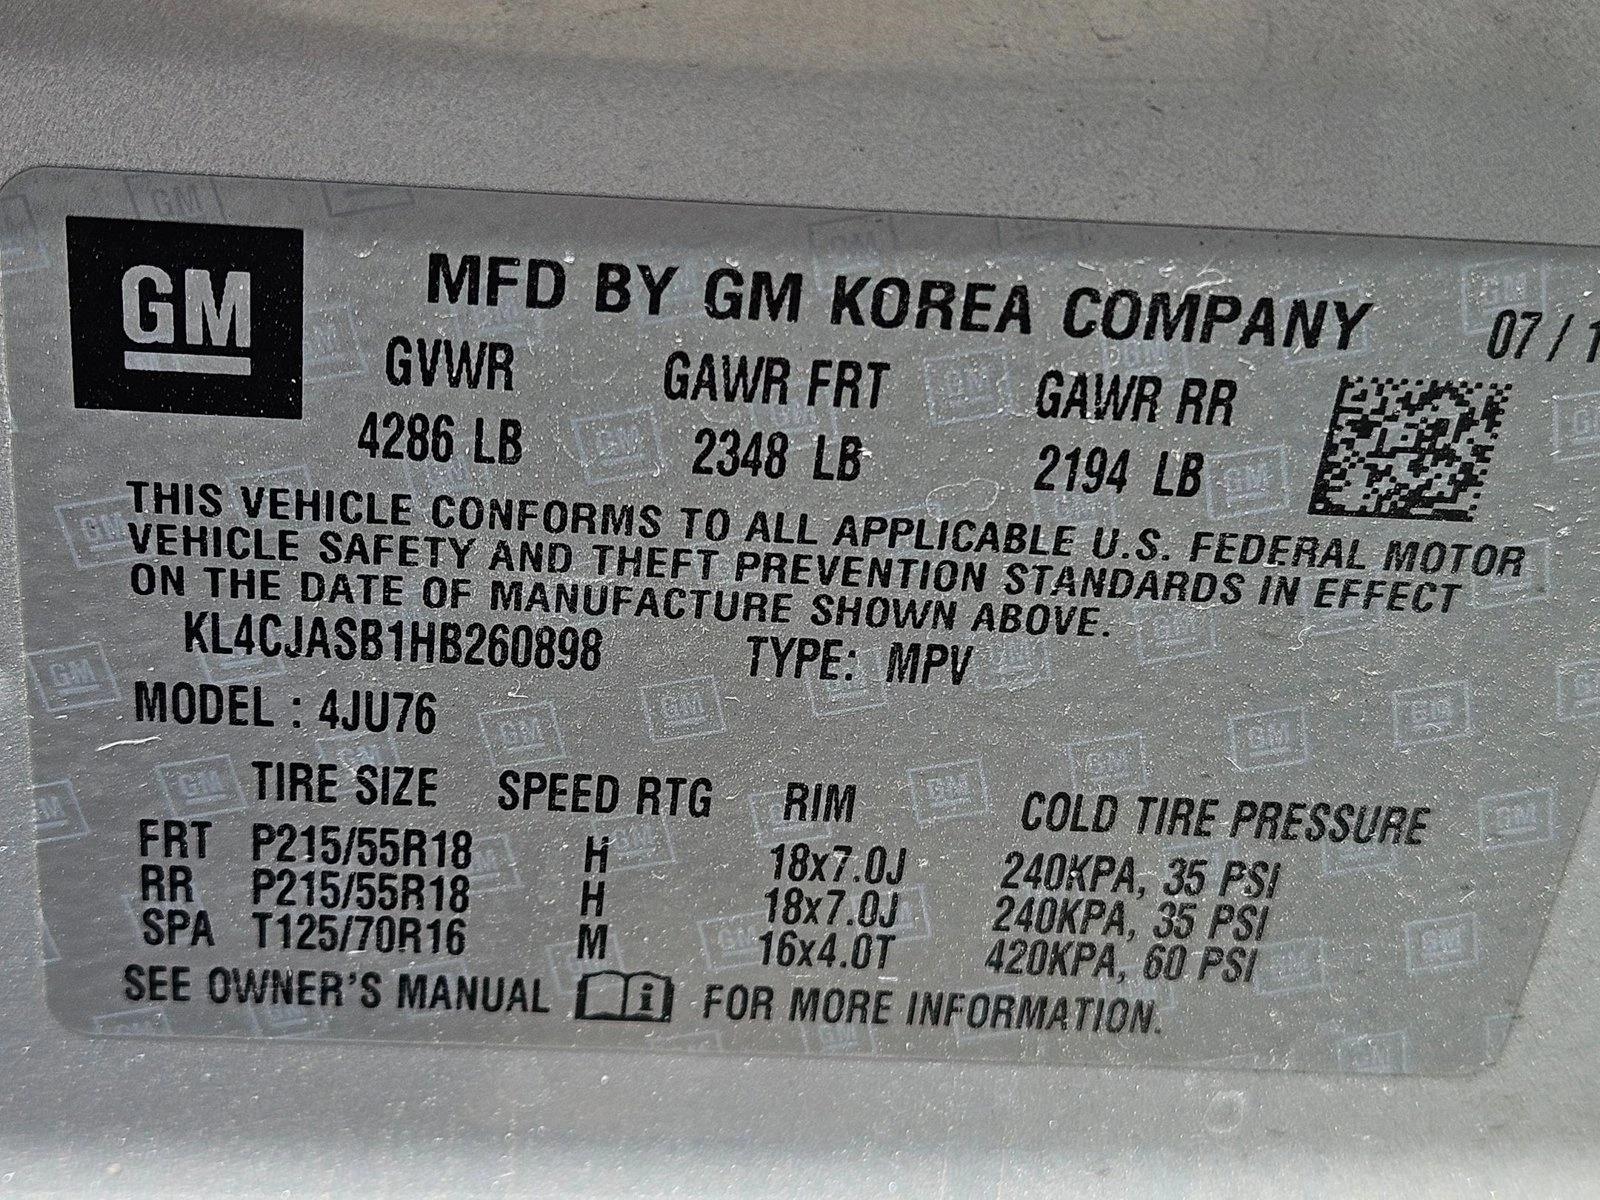 GM
MFD BY GM KOREA COMPANY 07/1
GVWR GAWR FRT GAWR RR
4286 LB 2348 LB 2194 LB
THIS VEHICLE CONFORMS TO ALL APPLICABLE U.S. FEDERAL MOTOR
VEHICLE SAFETY AND THEFT PREVENTION STANDARDS IN EFFECT
ON THE DATE OF MANUFACTURE SHOWN ABOVE.
KL4CJASB1HB260898 TYPE: MPV
MODEL : 4JU76
TIRE SIZE SPEED RTG RIM COLD TIRE PRESSURE
FRT P215/55R18 H 18x7.0J 240KPA, 35 PSI
RR P215/55R18 H 18x7.0J 240KPA, 35 PSI
SPA T125/70R16 M 16x4.0T 420KPA, 60 PSI
SEE OWNER'S MANUAL i FOR MORE INFORMATION.